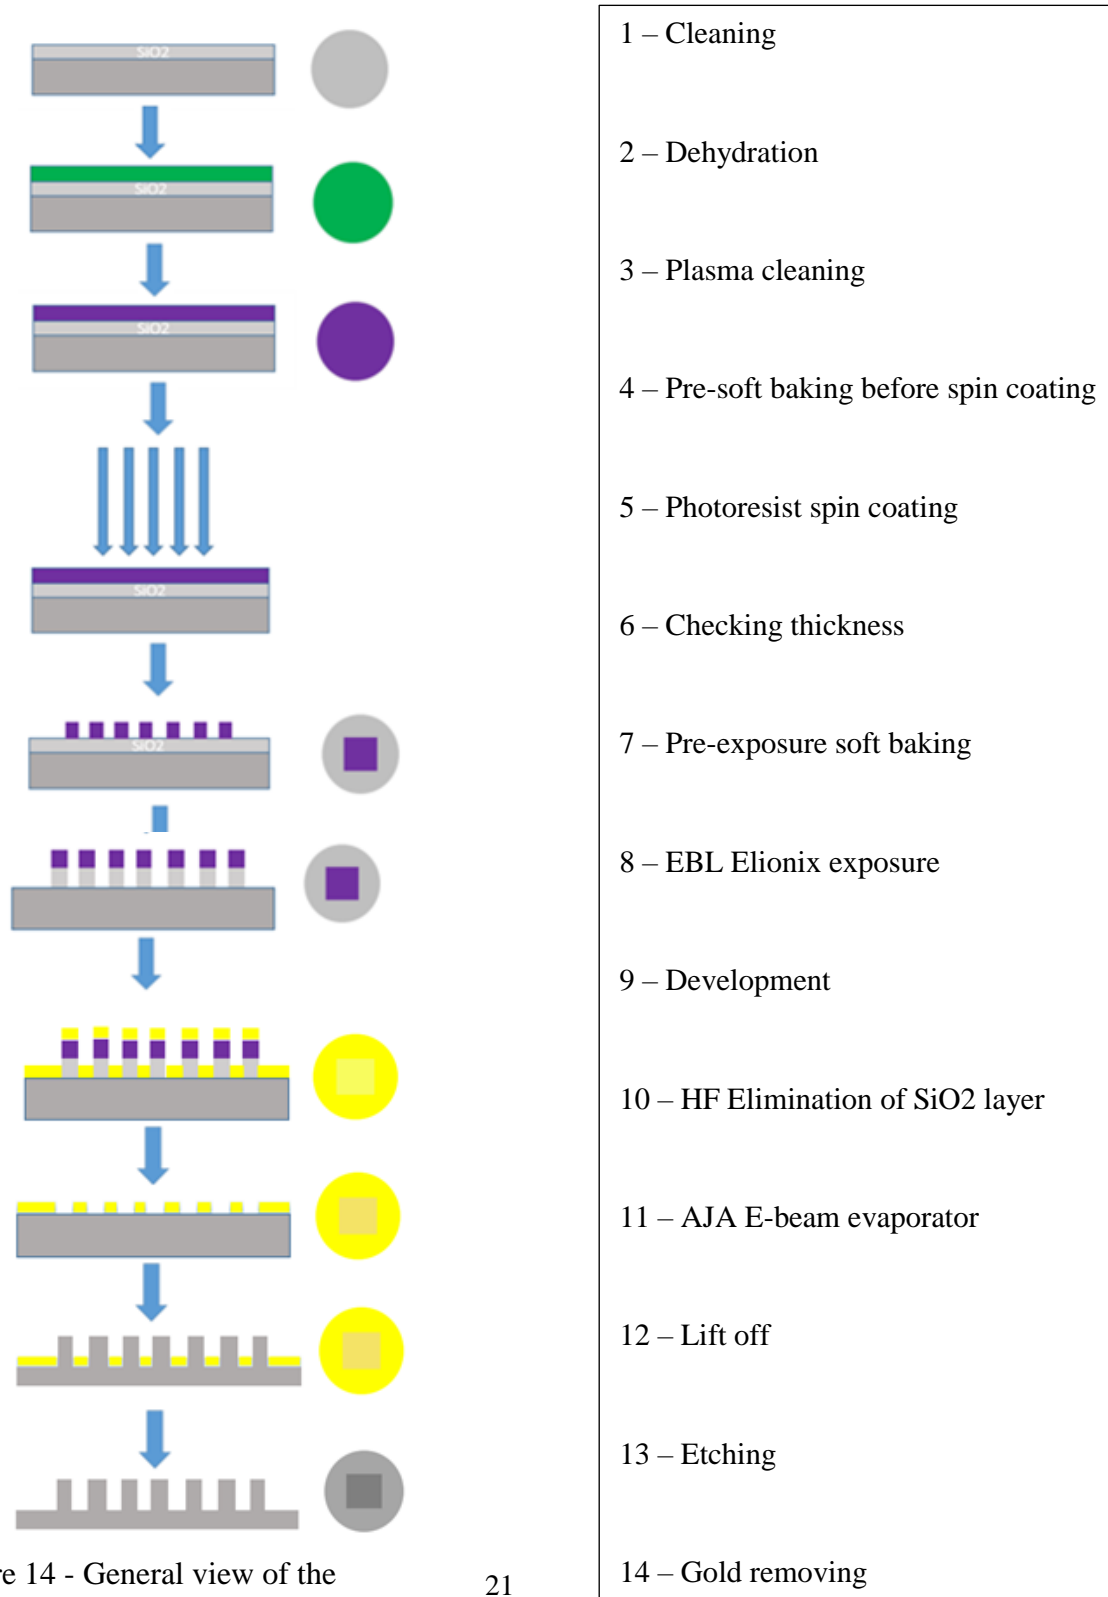 SiO2
SiO2
SiO2
SiO2
SiO2
re 14 - General view of the
21
1 – Cleaning
2 – Dehydration
3 – Plasma cleaning
4 – Pre-soft baking before spin coating
5 – Photoresist spin coating
6 – Checking thickness
7 – Pre-exposure soft baking
8 – EBL Elionix exposure
9 – Development
10 – HF Elimination of SiO2 layer
11 – AJA E-beam evaporator
12 – Lift off
13 – Etching
14 – Gold removing